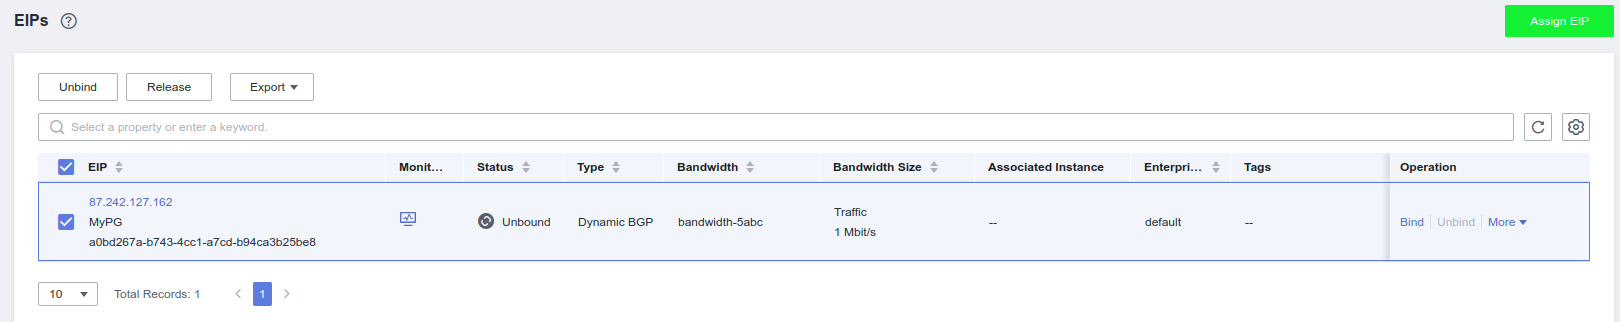 EIPs ?
Assign EIP
Unbind Release Export
Select a property or enter a keyword.
EIP Monit... Status Type Bandwidth Bandwidth Size Associated Instance Enterpri... Tags Operation
87.242.127.162
MyPG
a0bd267a-b743-4cc1-a7cd-b94ca3b25be8
Unbound
Dynamic BGP
bandwidth-5abc
Traffic
1 Mbit/s
--
default
--
Bind Unbind More
10 Total Records: 1 < 1 >